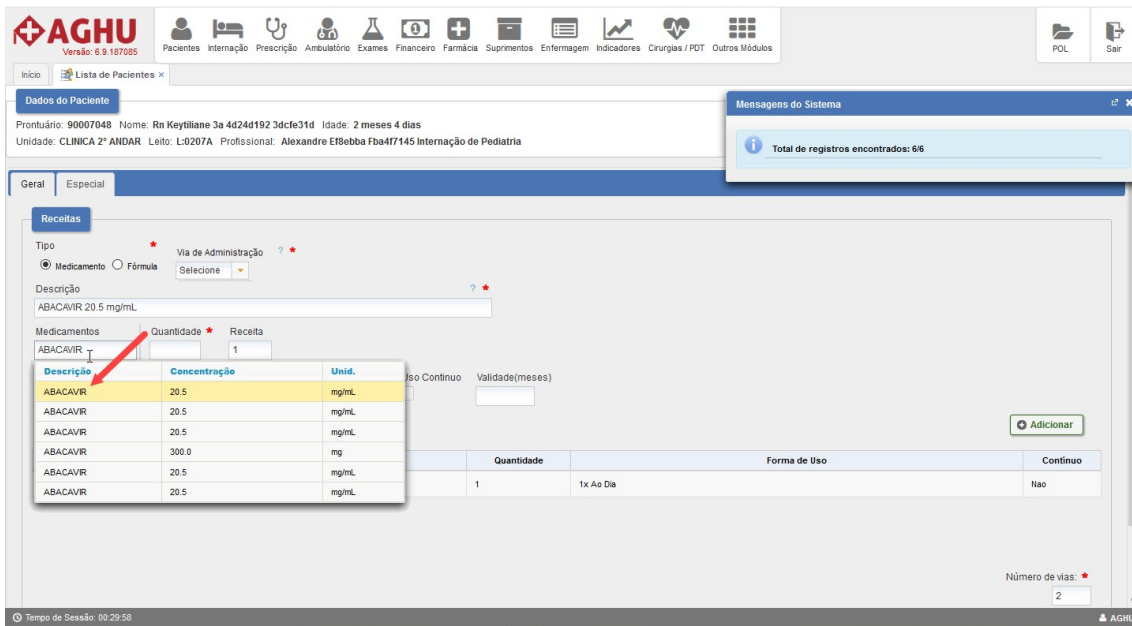 AGHU
Versão: 6.9.187085
Pacientes Internação Prescrição Ambulatório Exames Financeiro Farmácia Suprimentos Enfermagem Indicadores Cirurgias / PDT Outros Módulos
POL Sair
Início Lista de Pacientes ×
Dados do Paciente
Mensagens do Sistema
Prontuário: 90007048 Nome: Rn Keytiliane 3a 4d24d192 3dcfe31d Idade: 2 meses 4 dias
Unidade: CLINICA 2° ANDAR Leito: L:0207A Profissional: Alexandre Ef8ebba Fba4f7145 Internação de Pediatria
Total de registros encontrados: 6/6
Geral Especial
Receitas
Tipo * Via de Administração ? *
Medicamento Fórmula Selecione
Descrição ? *
ABACAVIR 20.5 mg/mL
Medicamentos Quantidade * Receita
ABACAVIR 1
Descrição Concentração Unid.
Uso Continuo Validade(meses)
ABACAVIR 20.5 mg/mL
ABACAVIR 20.5 mg/mL
ABACAVIR 20.5 mg/mL
Adicionar
ABACAVIR 300.0 mg
Quantidade Forma de Uso Contínuo
ABACAVIR 20.5 mg/mL
1 1x Ao Dia Nao
ABACAVIR 20.5 mg/mL
Número de vias: *
2
Tempo de Sessão: 00:29:58 AGHU